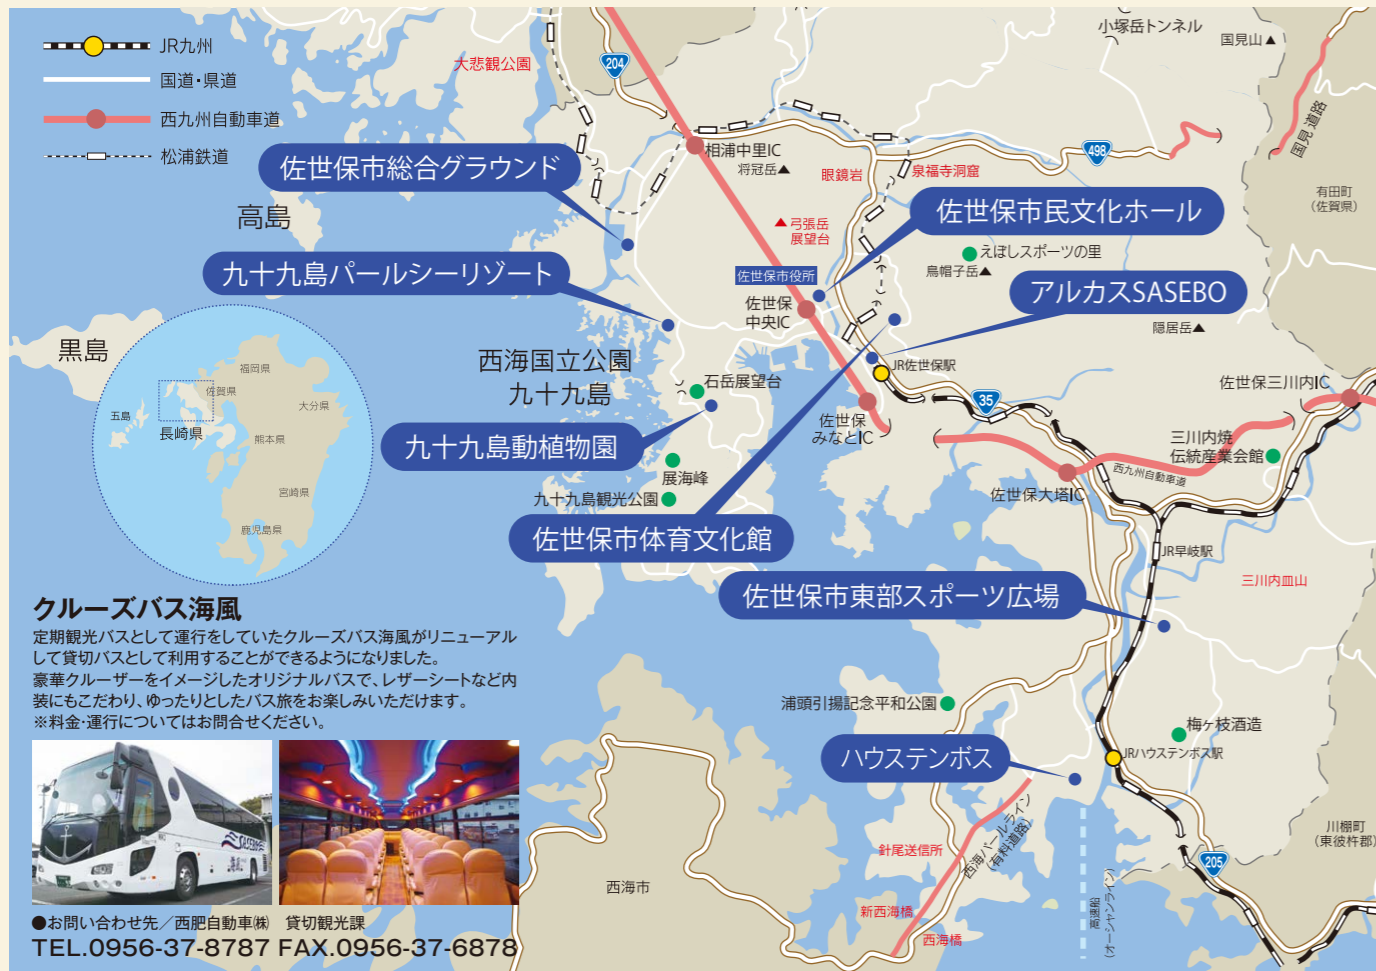 JR九州
国道・県道
西九州自動車道
松浦鉄道
大悲観公園
204
小塚岳トンネル
国見山▲
国見道路
498
相浦中里IC
将冠岳▲
眼鏡岩
泉福寺洞窟
有田町
（佐賀県）
佐世保市総合グラウンド
高島
佐世保市民文化ホール
▲弓張岳
展望台
えぼしスポーツの里
烏帽子岳▲
九十九島パールシーリゾート
佐世保市役所
アルカスSASEBO
佐世保
中央IC
隠居岳▲
黒島
西海国立公園
九十九島
JR佐世保駅
石岳展望台
佐世保三川内IC
35
福岡県
佐賀県
大分県
五島
長崎県
熊本県
宮崎県
鹿児島県
佐世保
みなとIC
三川内焼
伝統産業会館
九十九島動植物園
展海峰
西九州自動車道
九十九島観光公園
佐世保大塔IC
佐世保市体育文化館
JR早岐駅
三川内皿山
佐世保市東部スポーツ広場
クルーズバス海風
定期観光バスとして運行をしていたクルーズバス海風がリニューアル
して貸切バスとして利用することができるようになりました。
豪華クルーザーをイメージしたオリジナルバスで、レザーシートなど内
装にもこだわり、ゆったりとしたバス旅をお楽しみいただけます。
※料金・運行についてはお問合せください。
浦頭引揚記念平和公園
梅ヶ枝酒造
ハウステンボス
JRハウステンボス駅
川棚町
（東彼杵郡）
針尾送信所
西海パールライン
（有料道路）
205
西海市
新西海橋
西海橋
高速船
（オーシャンライン）
SASEBO
海風
●お問い合わせ先／西肥自動車㈱　貸切観光課
TEL.0956-37-8787 FAX.0956-37-6878